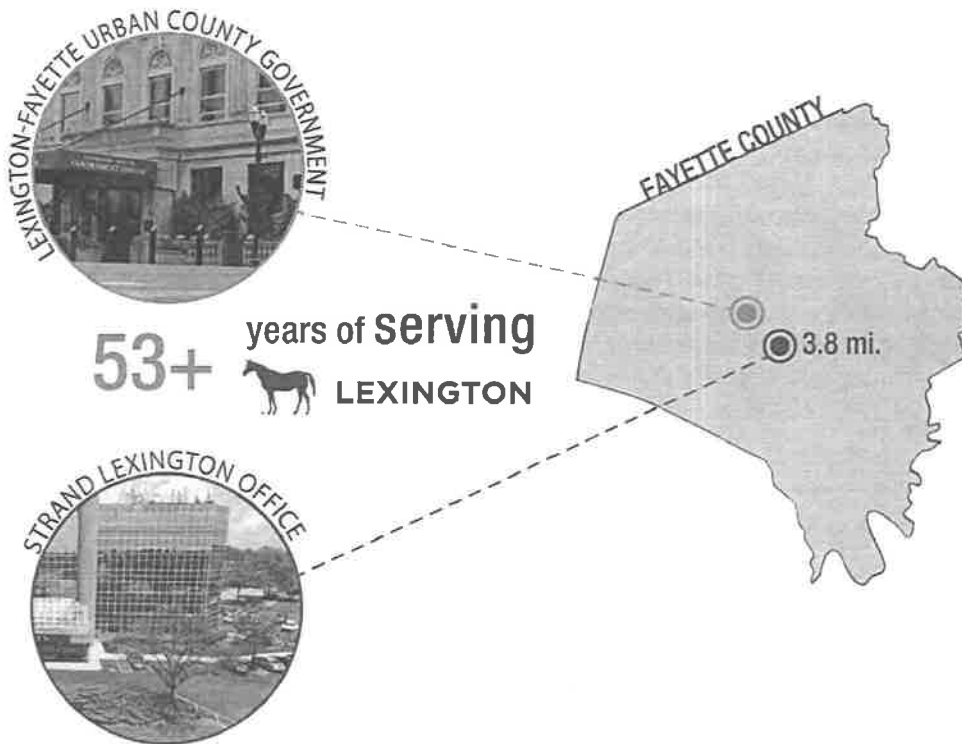 LEXINGTON-FAYETTE URBAN COUNTY GOVERNMENT
FAYETTE COUNTY
53+ years of serving
LEXINGTON
3.8 mi.
STRAND LEXINGTON OFFICE